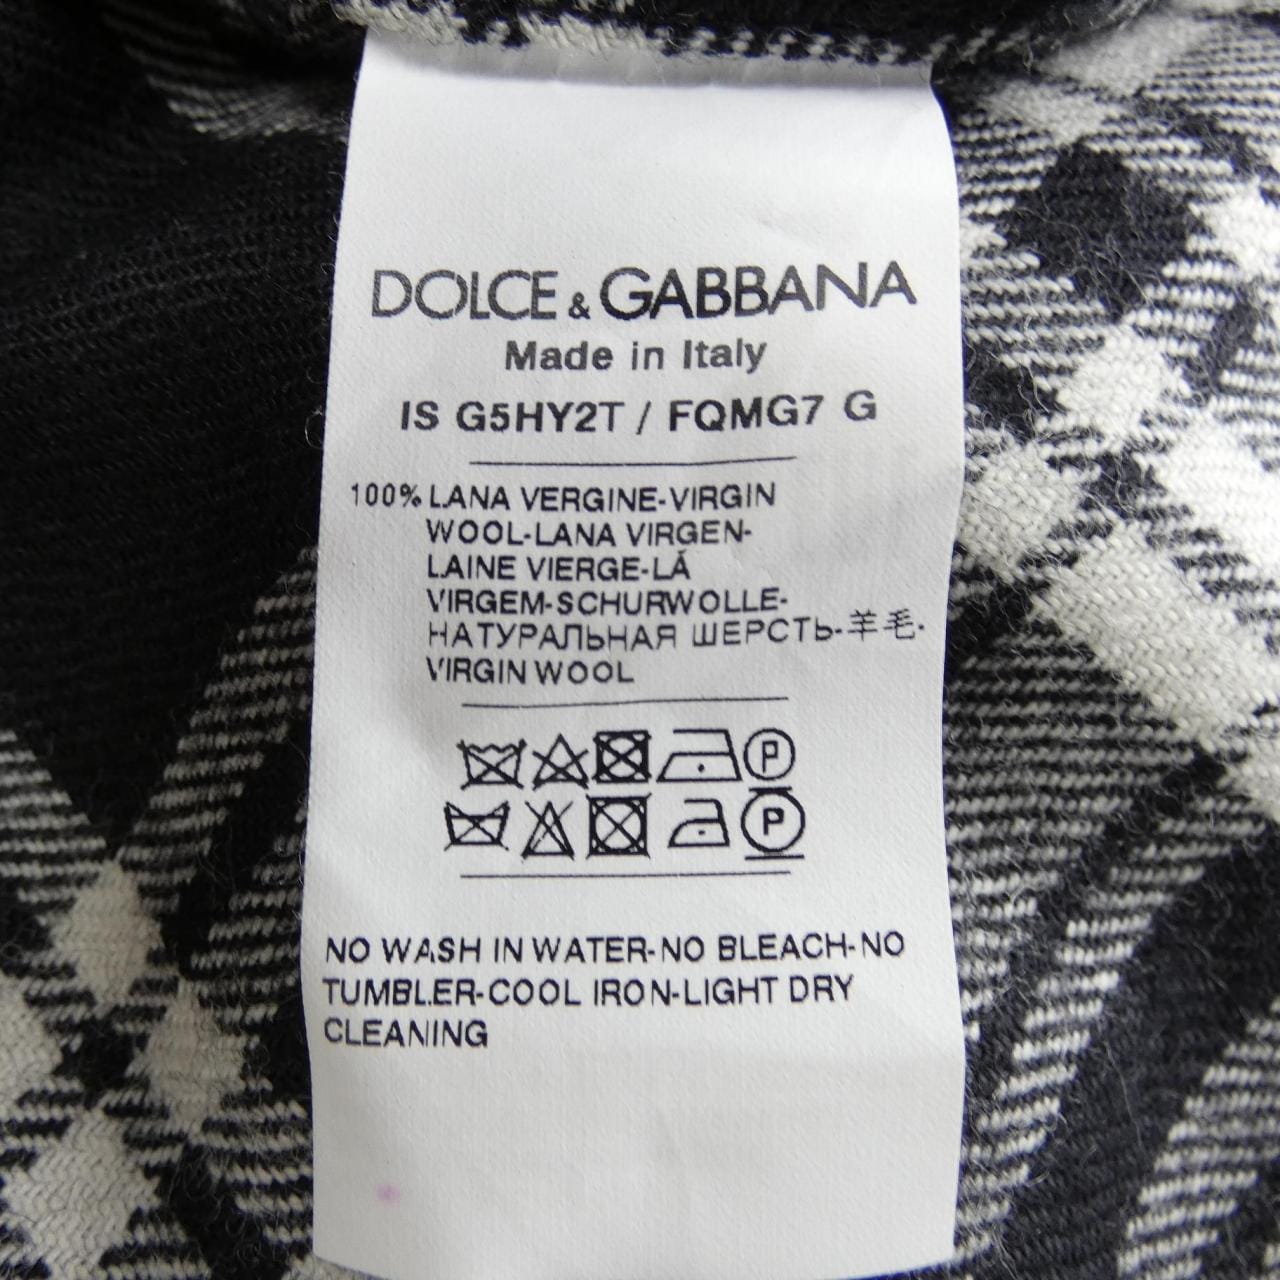 DOLCE & GABBANA
Made in Italy
IS G5HY2T / FQMG7 G
100% LANA VERGINE-VIRGIN
WOOL-LANA VIRGEN-
LAINE VIERGE-LÃ
VIRGEM-SCHURWOLLE-
НАТУРАЛЬНАЯ ШЕРСТЬ-羊毛-
VIRGIN WOOL
P
P
NO WASH IN WATER-NO BLEACH-NO
TUMBLER-COOL IRON-LIGHT DRY
CLEANING